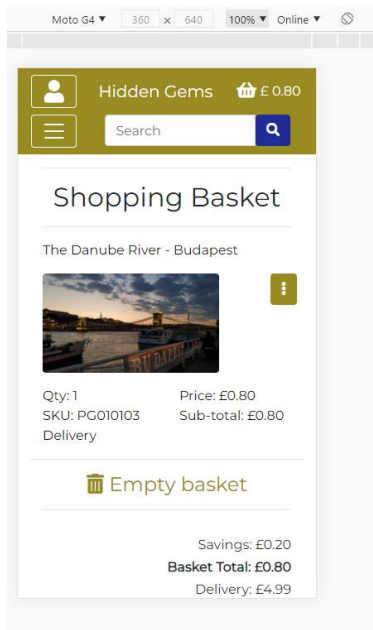 Moto G4 ▼ 360 x 640 100% ▼ Online ▼
Hidden Gems £ 0.80
Search
Shopping Basket
The Danube River - Budapest
BUDAPEST
Qty: 1 Price: £0.80
SKU: PG010103 Sub-total: £0.80
Delivery
Empty basket
Savings: £0.20
Basket Total: £0.80
Delivery: £4.99